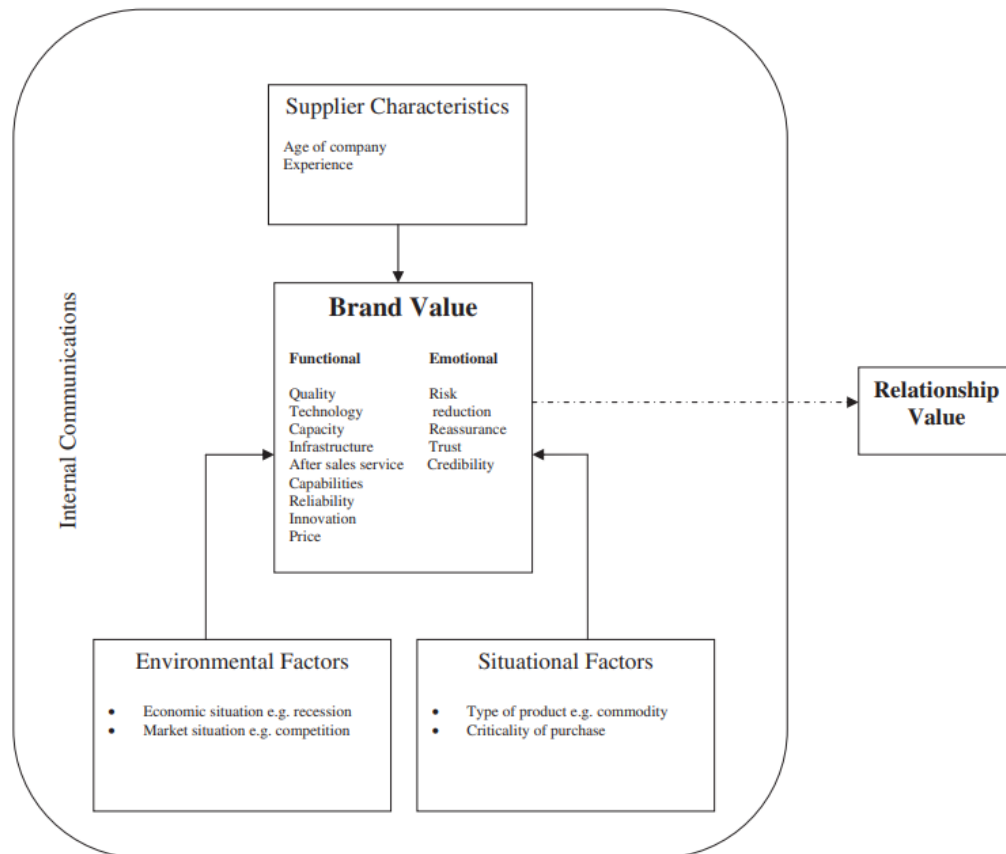 Supplier Characteristics
Age of company
Experience
Internal Communications
Brand Value
Functional
Quality
Technology
Capacity
Infrastructure
After sales service
Capabilities
Reliability
Innovation
Price
Emotional
Risk
reduction
Reassurance
Trust
Credibility
Relationship
Value
Environmental Factors
• Economic situation e.g. recession
• Market situation e.g. competition
Situational Factors
• Type of product e.g. commodity
• Criticality of purchase